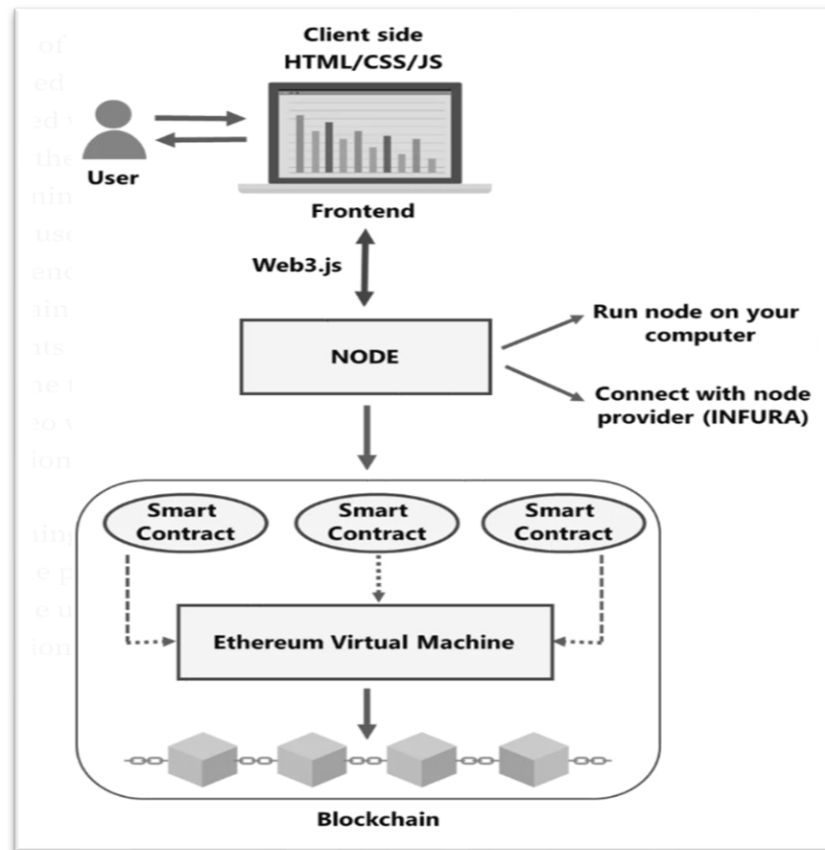 Client side
HTML/CSS/JS
User
Frontend
Web3.js
NODE
Run node on your
computer
Connect with node
provider (INFURA)
Smart
Contract
Smart
Contract
Smart
Contract
Ethereum Virtual Machine
Blockchain